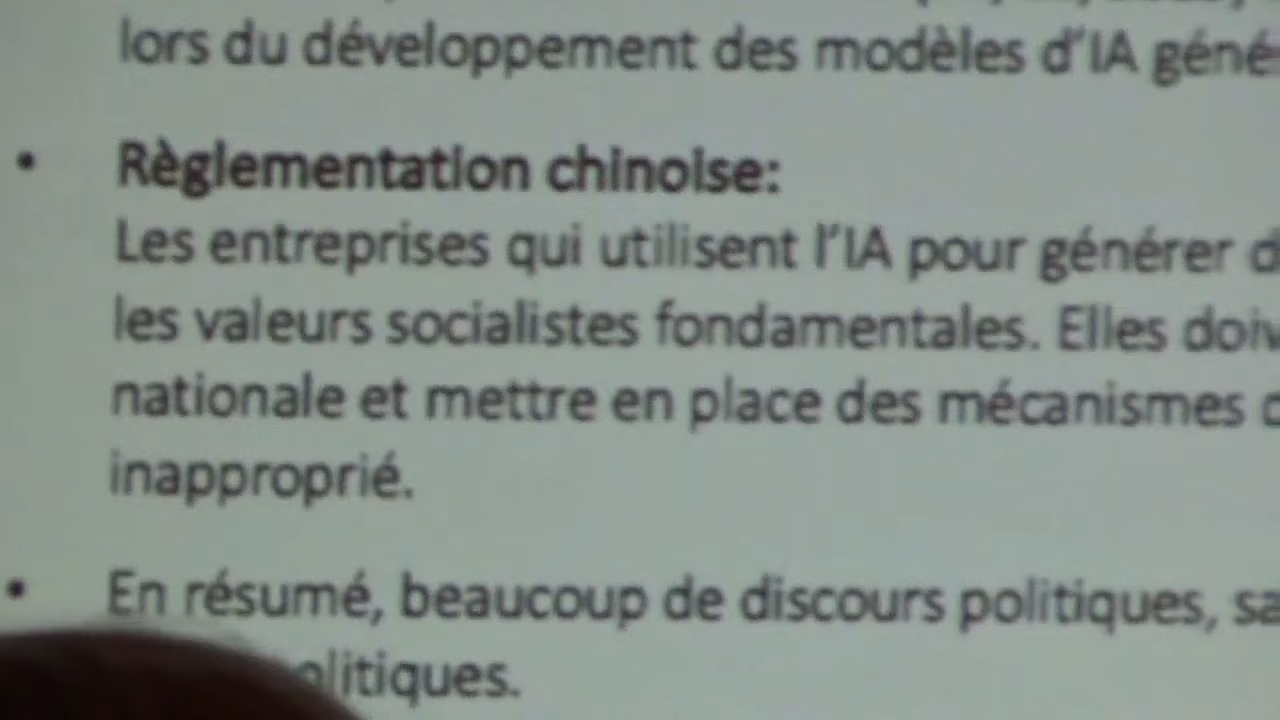 lors du développement des modèles d'IA géné
• Règlementation chinoise:
Les entreprises qui utilisent l'IA pour générer d
les valeurs socialistes fondamentales. Elles doiv
nationale et mettre en place des mécanismes d
inapproprié.
• En résumé, beaucoup de discours politiques, sa
olitiques.